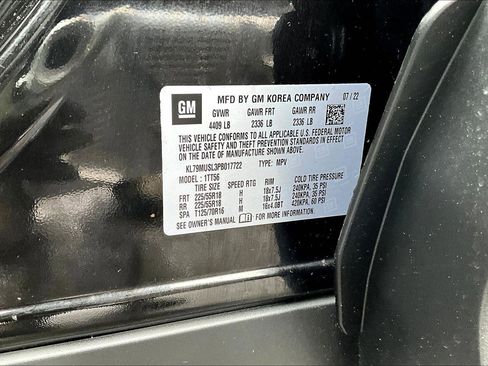 GM
MFD BY GM KOREA COMPANY 07/22
GVWR GAWR FRT GAWR RR
4409 LB 2336 LB 2336 LB
THIS VEHICLE CONFORMS TO ALL APPLICABLE U.S. FEDERAL MOTOR
VEHICLE SAFETY AND THEFT PREVENTION STANDARDS IN EFFECT
ON THE DATE OF MANUFACTURE SHOWN ABOVE.
KL79MUSL3PB017722 TYPE: MPV
MODEL: 1TT56
TIRE SIZE SPEED RTG RIM COLD TIRE PRESSURE
FRT 225/55R18 H 18x7.5J 240KPA, 35 PSI
RR 225/55R18 H 18x7.5J 240KPA, 35 PSI
SPA T125/70R16 M 16x4.0BT 420KPA, 60 PSI
SEE OWNER'S MANUAL FOR MORE INFORMATION.